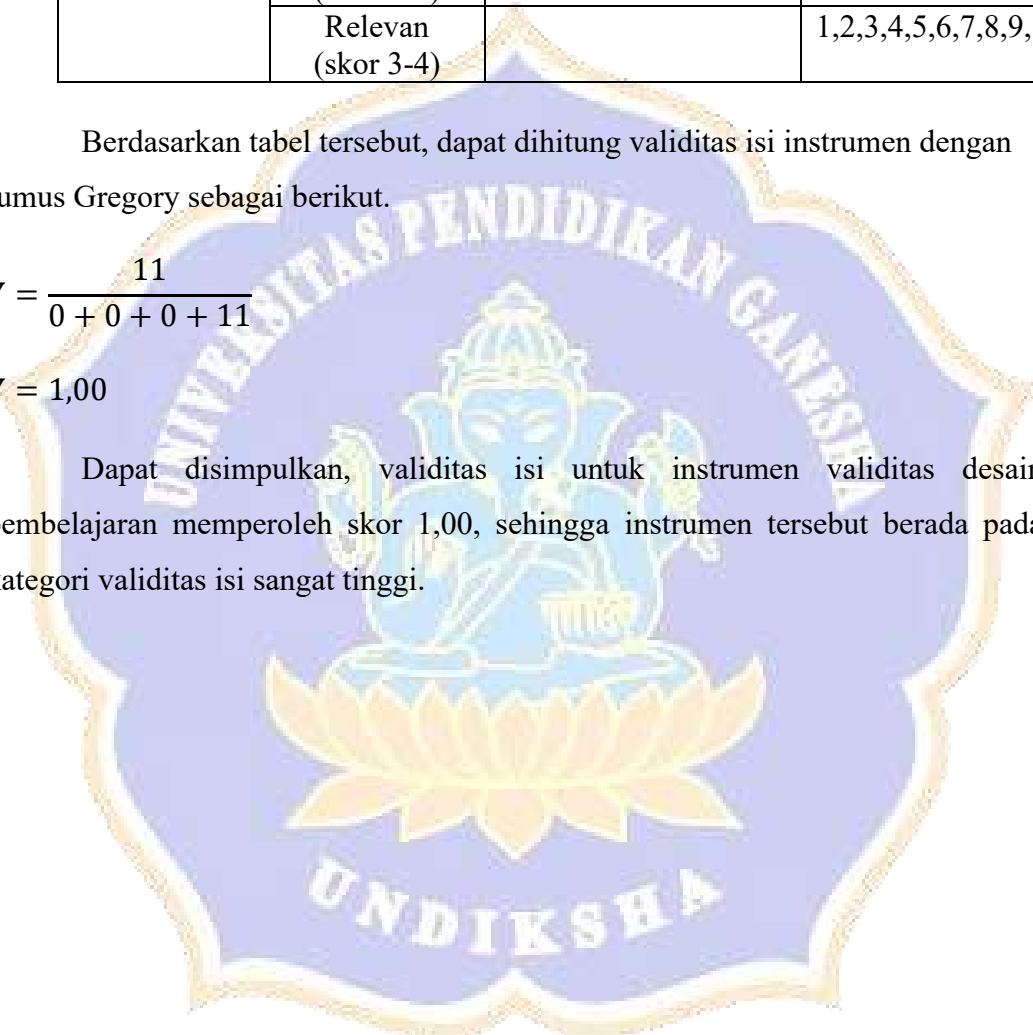 Relevan
(skor 3-4)
1,2,3,4,5,6,7,8,9,
Berdasarkan tabel tersebut, dapat dihitung validitas isi instrumen dengan
umus Gregory sebagai berikut.
= 11
0 + 0 + 0 + 11
= 1,00
Dapat disimpulkan, validitas isi untuk instrumen validitas desain
pembelajaran memperoleh skor 1,00, sehingga instrumen tersebut berada pada
kategori validitas isi sangat tinggi.
UNIVERSITAS PENDIDIKAN GANESHA
UNDIKSHA